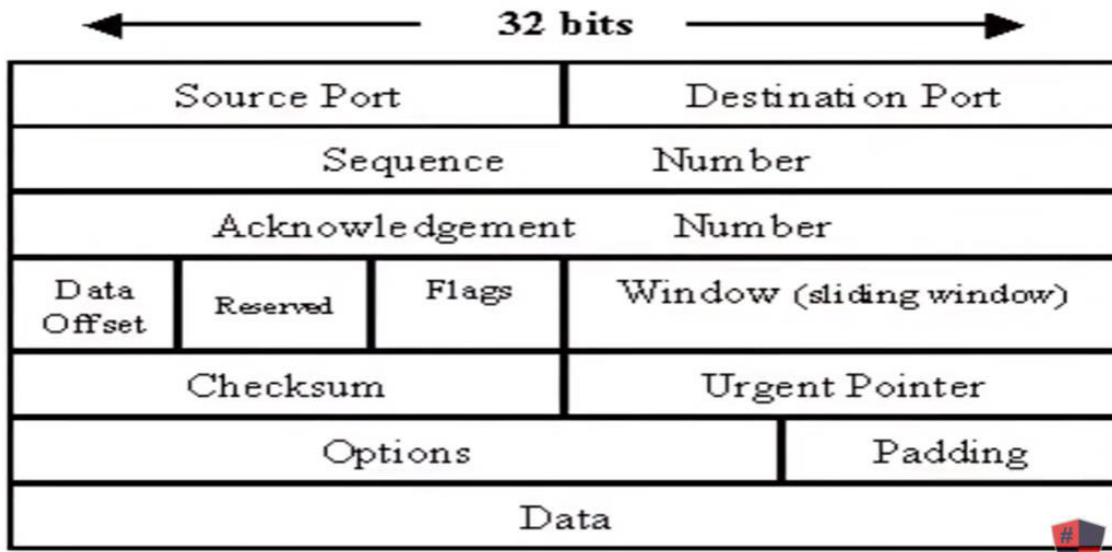 32 bits
Source Port Destination Port
Sequence Number
Acknowledgement Number
Data Offset Reserved Flags Window (sliding window)
Checksum Urgent Pointer
Options Padding
Data
#